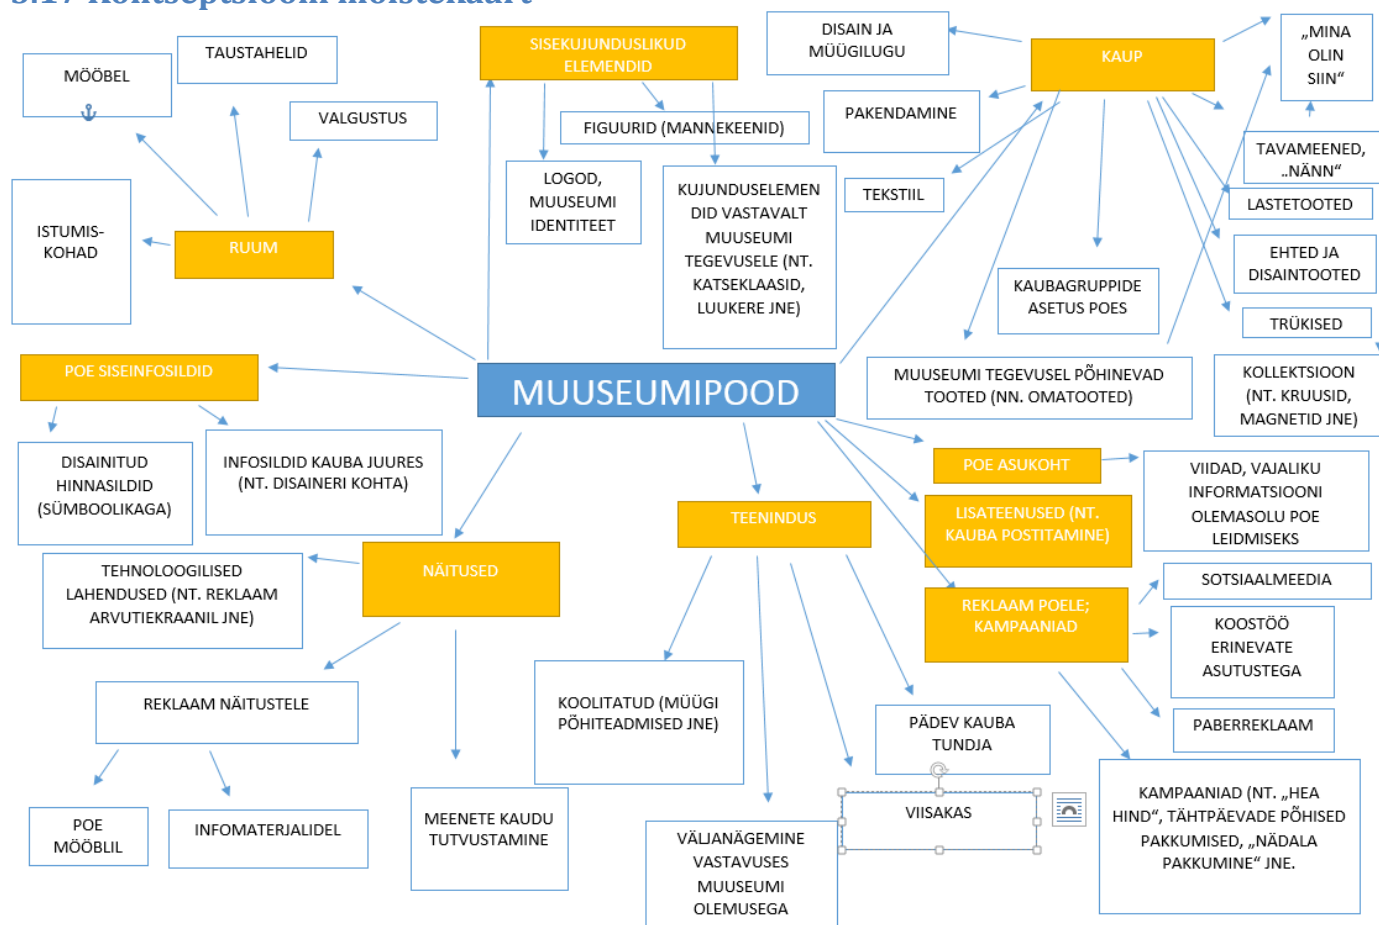 3.17 Kontseptsiooni mõistekaart
TAUSTAHELID
MÖÖBEL
VALGUSTUS
ISTUMIS-
KOHAD
RUUM
SISEKUJUNDUSLIKUD
ELEMENDID
FIGUURID (MANNEKEENID)
LOGOD,
MUUSEUMI
IDENTITEET
KUJUNDUSELEMEN
DID VASTAVALT
MUUSEUMI
TEGEVUSELE (NT.
KATSEKLAASID,
LUUKERE JNE)
DISAIN JA
MÜÜGILUGU
KAUP
„MINA
OLIN
SIIN“
PAKENDAMINE
TAVAMEENED,
„NÄNN“
TEKSTIIL
LASTETOOTED
EHTED JA
DISAINTOOTED
KAUBAGRUPPIDE
ASETUS POES
TRÜKISED
MUUSEUMI TEGEVUSEL PÕHINEVAD
TOOTED (NN. OMATOOTED)
KOLLEKTSIOON
(NT. KRUUSID,
MAGNETID JNE)
POE SISEINFOSILDID
MUUSEUMIPOOD
DISAINITUD
HINNASILDID
(SÜMBOOLIKAGA)
INFOSILDID KAUBA JUURES
(NT. DISAINERI KOHTA)
POE ASUKOHT
VIIDAD, VAJALIKU
INFORMATSIOONI
OLEMASOLU POE
LEIDMISEKS
TEENINDUS
LISATEENUSED (NT.
KAUBA POSTITAMINE)
TEHNOLOOGILISED
LAHENDUSED (NT. REKLAAM
ARVUTIEKRAANIL JNE)
NÄITUSED
SOTSIAALMEEDIA
REKLAAM POELE;
KAMPAANIAD
KOOSTÖÖ
ERINEVATE
ASUTUSTEGA
REKLAAM NÄITUSTELE
KOOLITATUD (MÜÜGI
PÕHITEADMISED JNE)
PÄDEV KAUBA
TUNDJA
PABERREKLAAM
POE
MÖÖBLIL
INFOMATERJALIDEL
MEENETE KAUDU
TUTVUSTAMINE
VÄLJANÄGEMINE
VASTAVUSES
MUUSEUMI
OLEMUSEGA
VIISAKAS
KAMPAANIAD (NT. „HEA
HIND“, TÄHTPÄEVADE PÕHISED
PAKKUMISED, „NÄDALA
PAKKUMINE“ JNE.